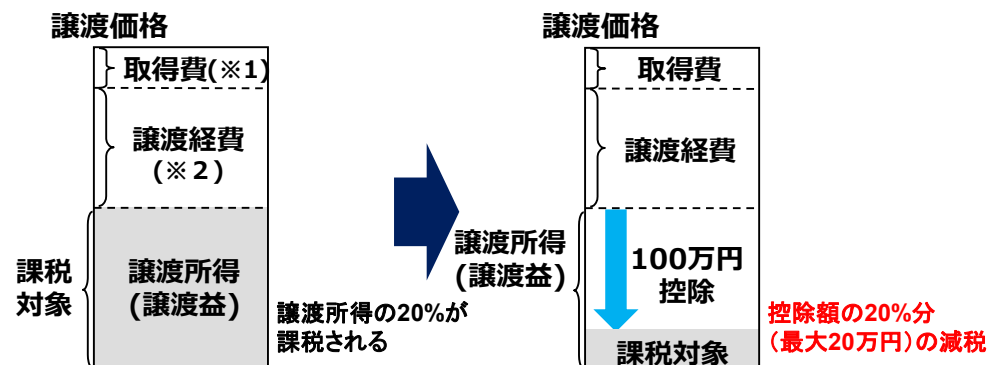 譲渡価格
取得費(※1)
譲渡経費
(※２)
課税
対象
譲渡所得
(譲渡益)
譲渡所得の20%が
課税される
譲渡価格
取得費
譲渡経費
譲渡所得
(譲渡益)
100万円
控除
課税対象
控除額の20%分
（最大20万円）の減税